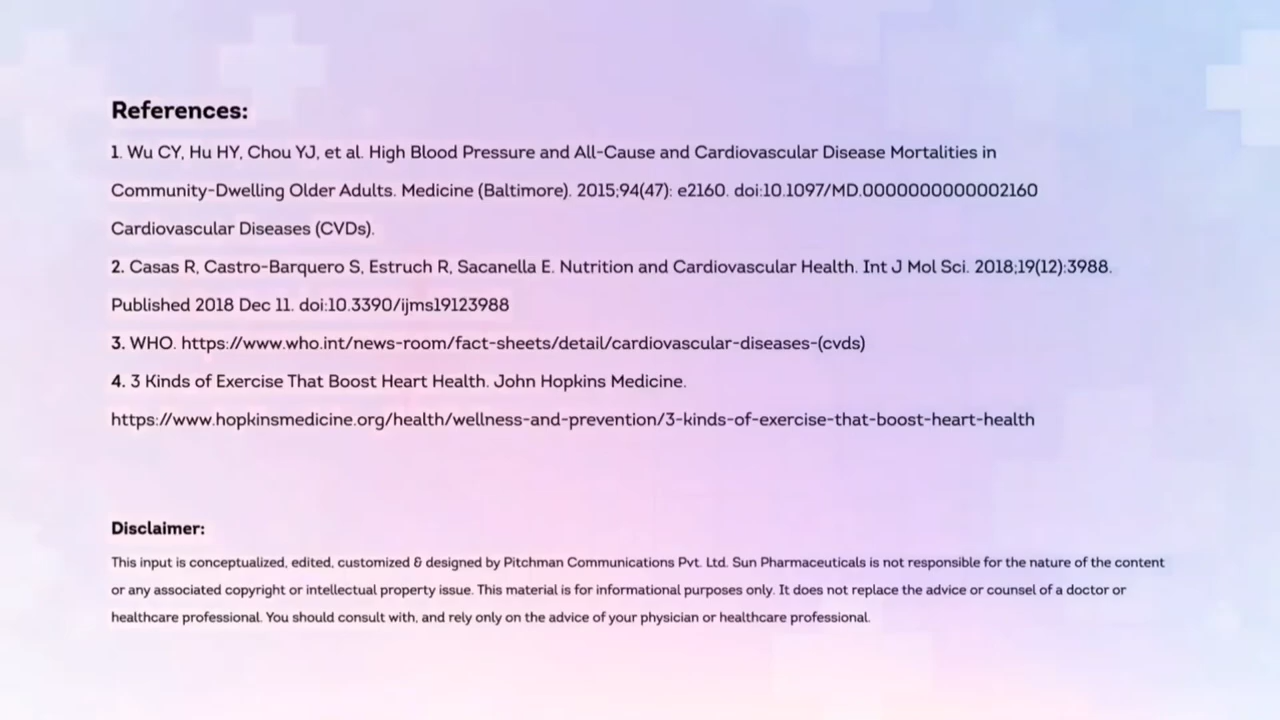 References:
1. Wu CY, Hu HY, Chou YJ, et al. High Blood Pressure and All-Cause and Cardiovascular Disease Mortalities in
Community-Dwelling Older Adults. Medicine (Baltimore). 2015;94(47): e2160. doi:10.1097/MD.0000000000002160
Cardiovascular Diseases (CVDs).
2. Casas R, Castro-Barquero S, Estruch R, Sacanella E. Nutrition and Cardiovascular Health. Int J Mol Sci. 2018;19(12):3988.
Published 2018 Dec 11. doi:10.3390/ijms19123988
3. WHO. https://www.who.int/news-room/fact-sheets/detail/cardiovascular-diseases-(cvds)
4. 3 Kinds of Exercise That Boost Heart Health. John Hopkins Medicine.
https://www.hopkinsmedicine.org/health/wellness-and-prevention/3-kinds-of-exercise-that-boost-heart-health
Disclaimer:
This input is conceptualized, edited, customized & designed by Pitchman Communications Pvt. Ltd. Sun Pharmaceuticals is not responsible for the nature of the content
or any associated copyright or intellectual property issue. This material is for informational purposes only. It does not replace the advice or counsel of a doctor or
healthcare professional. You should consult with, and rely only on the advice of your physician or healthcare professional.